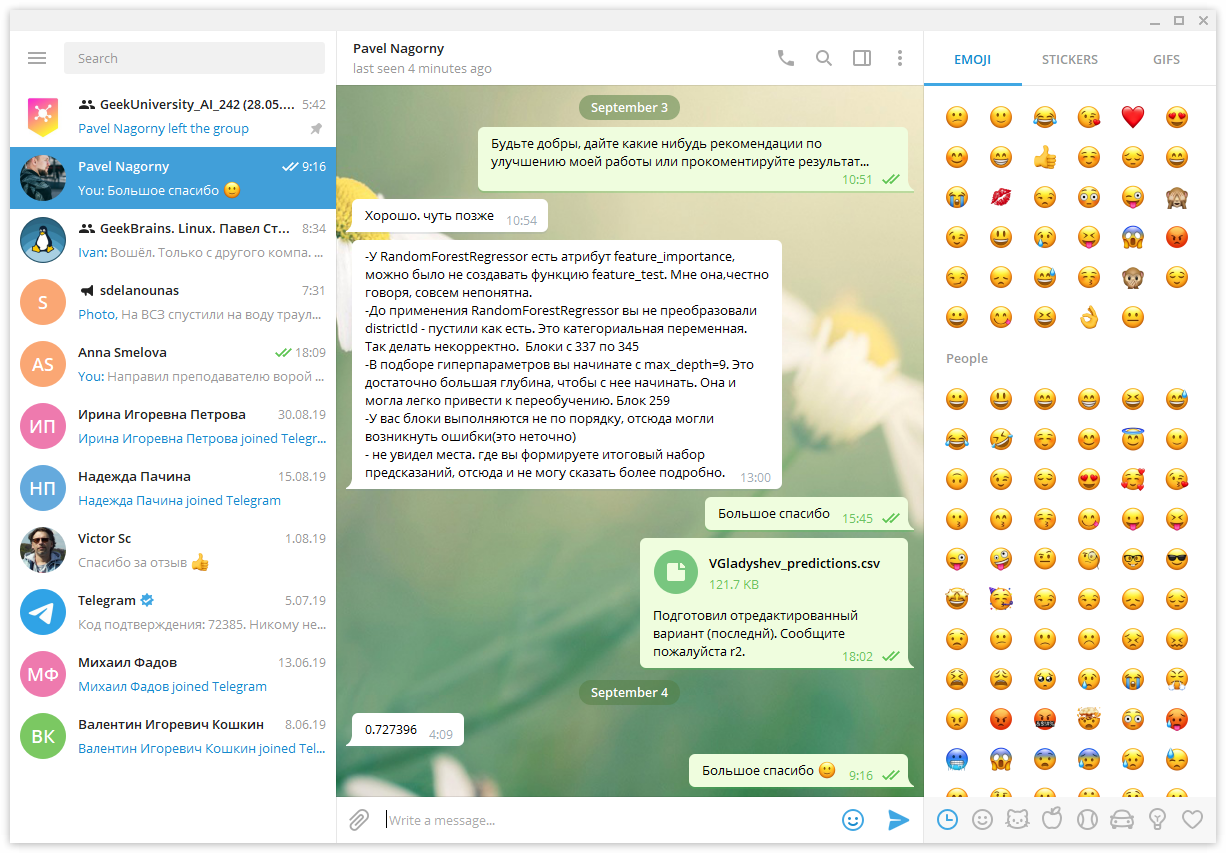 Search
GeekUniversity_AI_242 (28.05....
5:42
Pavel Nagorny left the group
Pavel Nagorny
9:16
You: Большое спасибо 🙂
GeekBrains. Linux. Павел Ст...
8:34
Ivan: Вошёл. Только с другого компа. ...
S
sdelanounas
7:31
Photo, На ВСЗ спустили на воду траул...
AS
Anna Smelova
18:09
You: Направил преподавателю ворой ...
ИП
Ирина Игоревна Петрова
30.08.19
Ирина Игоревна Петрова joined Telegr...
НП
Надежда Пачина
15.08.19
Надежда Пачина joined Telegram
Victor Sc
1.08.19
Спасибо за отзыв 👍
Telegram
5.07.19
Код подтверждения: 72385. Никому не...
МФ
Михаил Фадов
13.06.19
Михаил Фадов joined Telegram
ВК
Валентин Игоревич Кошкин
8.06.19
Валентин Игоревич Кошкин joined Tel...
Pavel Nagorny
last seen 4 minutes ago
September 3
Будьте добры, дайте какие нибудь рекомендации по
улучшению моей работы или прокоментируйте результат...
10:51
Хорошо. чуть позже
10:54
-У RandomForestRegressor есть атрибут feature_importance,
можно было не создавать функцию feature_test. Мне она,честно
говоря, совсем непонятна.
-До применения RandomForestRegressor вы не преобразовали
districtId - пустили как есть. Это категориальная переменная.
Так делать некорректно. Блоки с 337 по 345
-В подборе гиперпараметров вы начинате с max_depth=9. Это
достаточно большая глубина, чтобы с нее начинать. Она и
могла легко привести к переобучению. Блок 259
-У вас блоки выполняются не по порядку, отсюда могли
возникнуть ошибки(это неточно)
- не увидел места. где вы формируете итоговый набор
предсказаний, отсюда и не могу сказать более подробно.
13:00
Большое спасибо
15:45
VGladyshev_predictions.csv
121.7 KB
Подготовил отредактированный
вариант (последнй). Сообщите
пожалуйста r2.
18:02
September 4
0.727396
4:09
Большое спасибо 🙂
9:16
Write a message...
EMOJI
STICKERS
GIFS
People